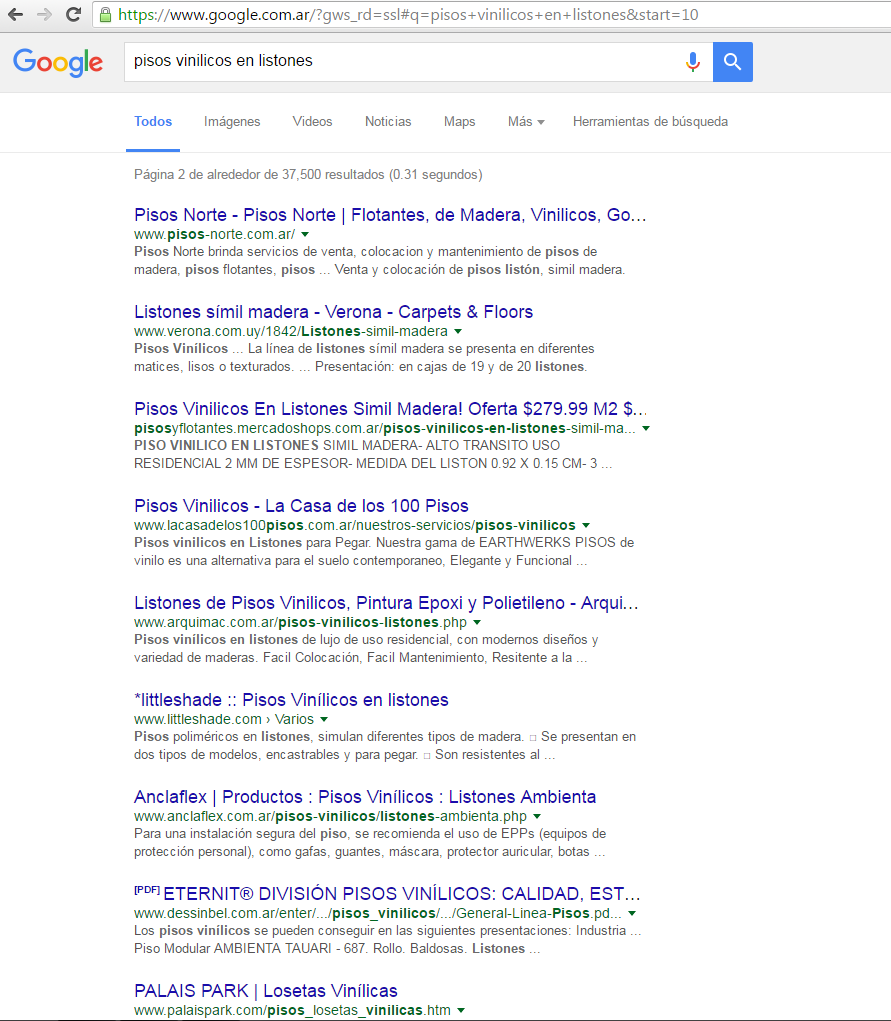 https://www.google.com.ar/?gws_rd=ssl#q=pisos+vinilicos+en+listones&start=10
Google
pisos vinilicos en listones
Todos Imágenes Videos Noticias Maps Más Herramientas de búsqueda
Página 2 de alrededor de 37,500 resultados (0.31 segundos)
Pisos Norte - Pisos Norte | Flotantes, de Madera, Vinilicos, Go...
www.pisos-norte.com.ar/
Pisos Norte brinda servicios de venta, colocacion y mantenimiento de pisos de
madera, pisos flotantes, pisos ... Venta y colocación de pisos listón, simil madera.
Listones símil madera - Verona - Carpets & Floors
www.verona.com.uy/1842/Listones-simil-madera
Pisos Vinílicos ... La línea de listones símil madera se presenta en diferentes
matices, lisos o texturados. ... Presentación: en cajas de 19 y de 20 listones.
Pisos Vinilicos En Listones Simil Madera! Oferta $279.99 M2 $...
pisosyflotantes.mercadoshops.com.ar/pisos-vinilicos-en-listones-simil-ma...
PISO VINILICO EN LISTONES SIMIL MADERA- ALTO TRANSITO USO
RESIDENCIAL 2 MM DE ESPESOR- MEDIDA DEL LISTON 0.92 X 0.15 CM- 3 ...
Pisos Vinilicos - La Casa de los 100 Pisos
www.lacasadelos100pisos.com.ar/nuestros-servicios/pisos-vinilicos
Pisos vinilicos en Listones para Pegar. Nuestra gama de EARTHWERKS PISOS de
vinilo es una alternativa para el suelo contemporaneo, Elegante y Funcional ...
Listones de Pisos Vinilicos, Pintura Epoxi y Polietileno - Arqui...
www.arquimac.com.ar/pisos-vinilicos-listones.php
Pisos vinílicos en listones de lujo de uso residencial, con modernos diseños y
variedad de maderas. Facil Colocación, Facil Mantenimiento, Resitente a la ...
*littleshade :: Pisos Vinílicos en listones
www.littleshade.com › Varios
Pisos poliméricos en listones, simulan diferentes tipos de madera. □ Se presentan en
dos tipos de modelos, encastrables y para pegar. □ Son resistentes al ...
Anclaflex | Productos : Pisos Vinílicos : Listones Ambienta
www.anclaflex.com.ar/pisos-vinilicos/listones-ambienta.php
Para una instalación segura del piso, se recomienda el uso de EPPs (equipos de
protección personal), como gafas, guantes, máscara, protector auricular, botas ...
[PDF] ETERNIT® DIVISIÓN PISOS VINÍLICOS: CALIDAD, EST...
www.dessinbel.com.ar/enter/.../pisos_vinilicos/.../General-Linea-Pisos.pd...
Los pisos vinílicos se pueden conseguir en las siguientes presentaciones: Industria ...
Piso Modular AMBIENTA TAUARI - 687. Rollo. Baldosas. Listones ...
PALAIS PARK | Losetas Vinílicas
www.palaispark.com/pisos_losetas_vinilicas.htm